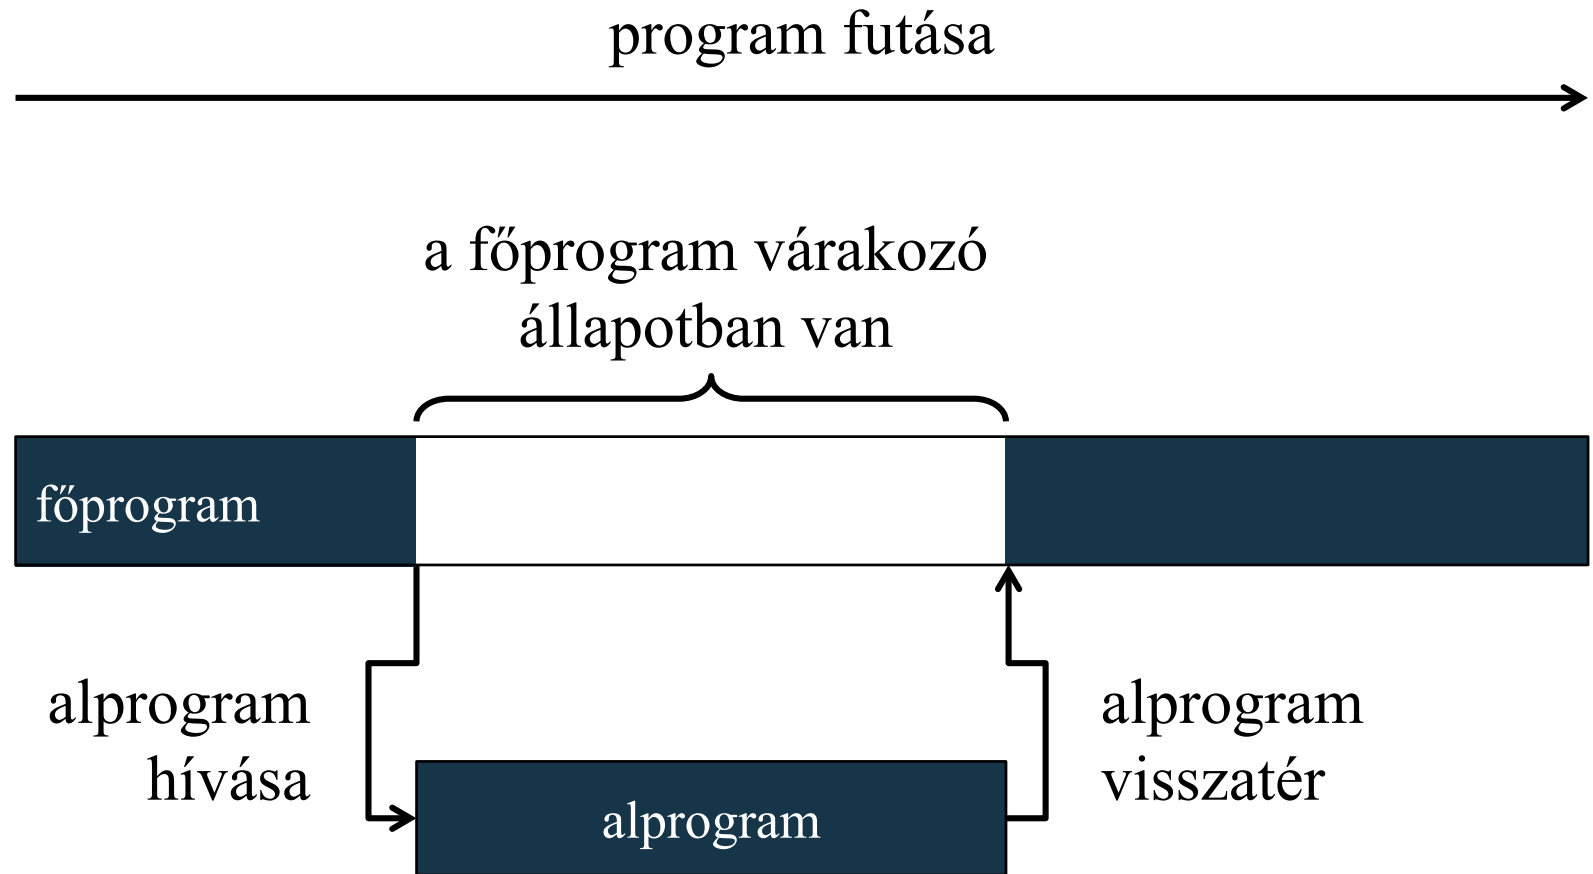 program futása
a főprogram várakozó
állapotban van
főprogram
alprogram
hívása
alprogram
alprogram
visszatér